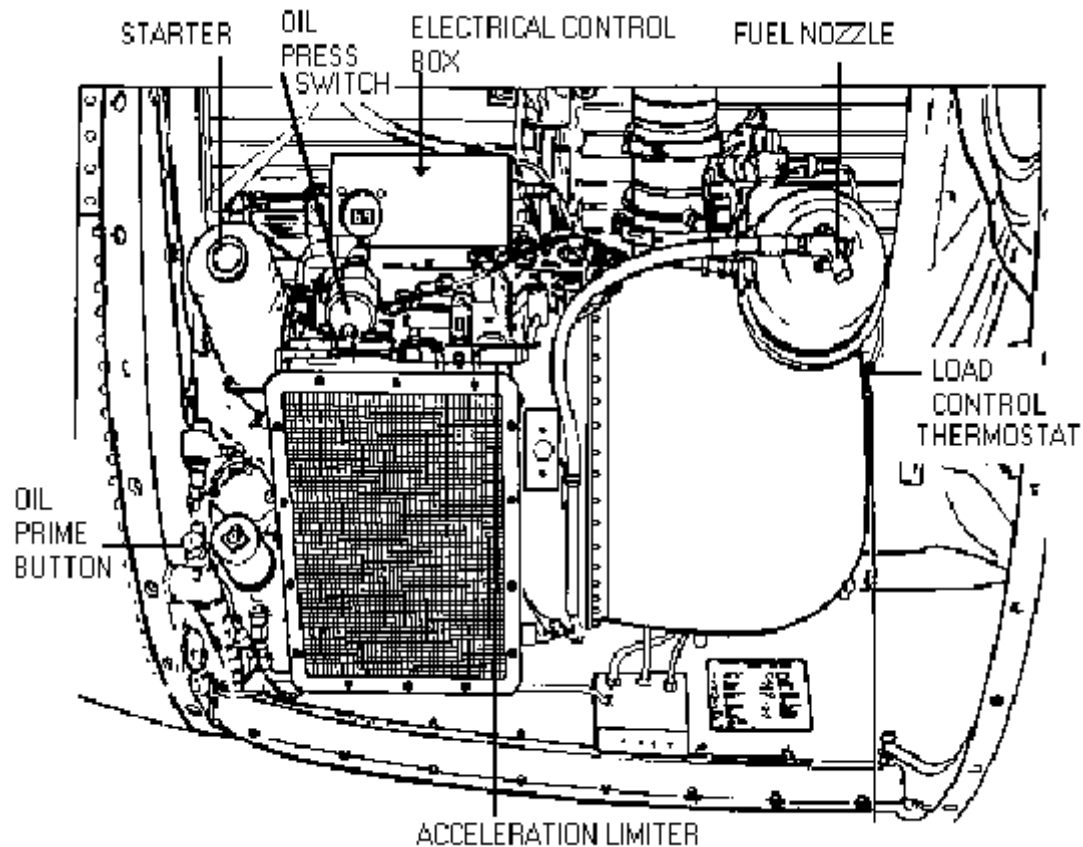 STARTER
OIL
PRESS
SWITCH
ELECTRICAL CONTROL
BOX
FUEL NOZZLE
LOAD
CONTROL
THERMOSTAT
OIL
PRIME
BUTTON
ACCELERATION LIMITER